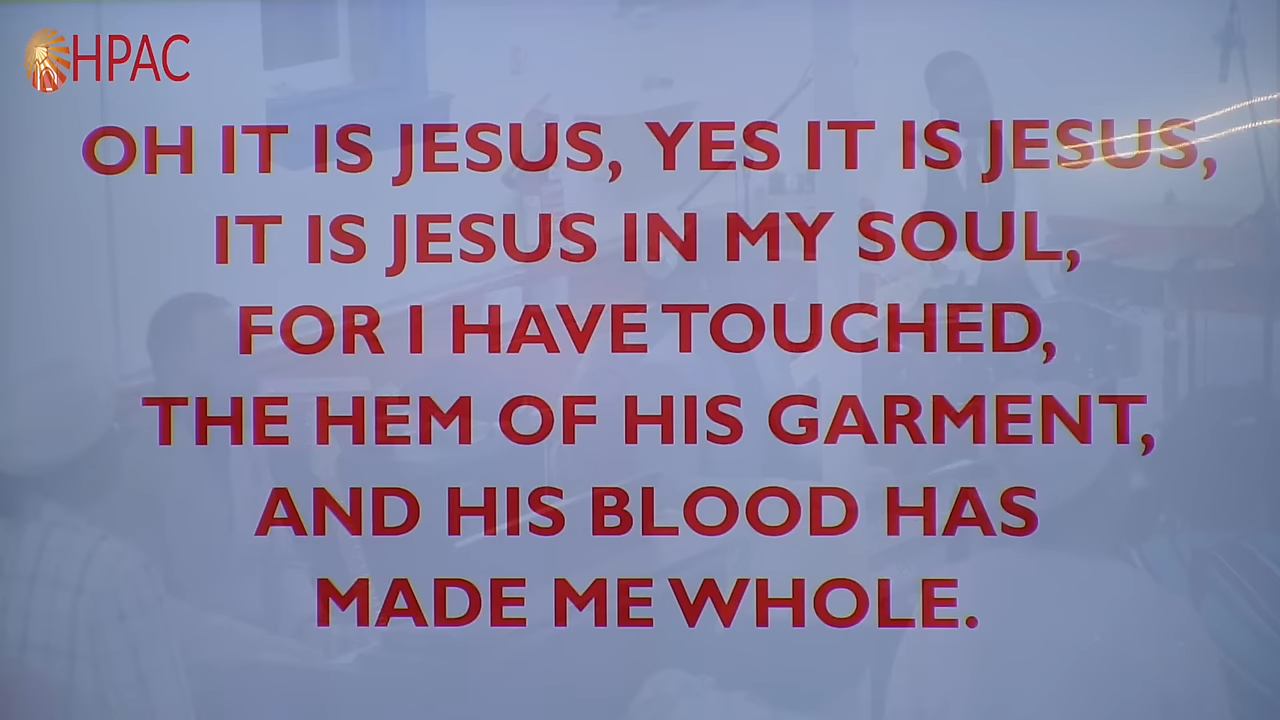 HPAC
OH IT IS JESUS, YES IT IS JESUS,
IT IS JESUS IN MY SOUL,
FOR I HAVE TOUCHED,
THE HEM OF HIS GARMENT,
AND HIS BLOOD HAS
MADE ME WHOLE.